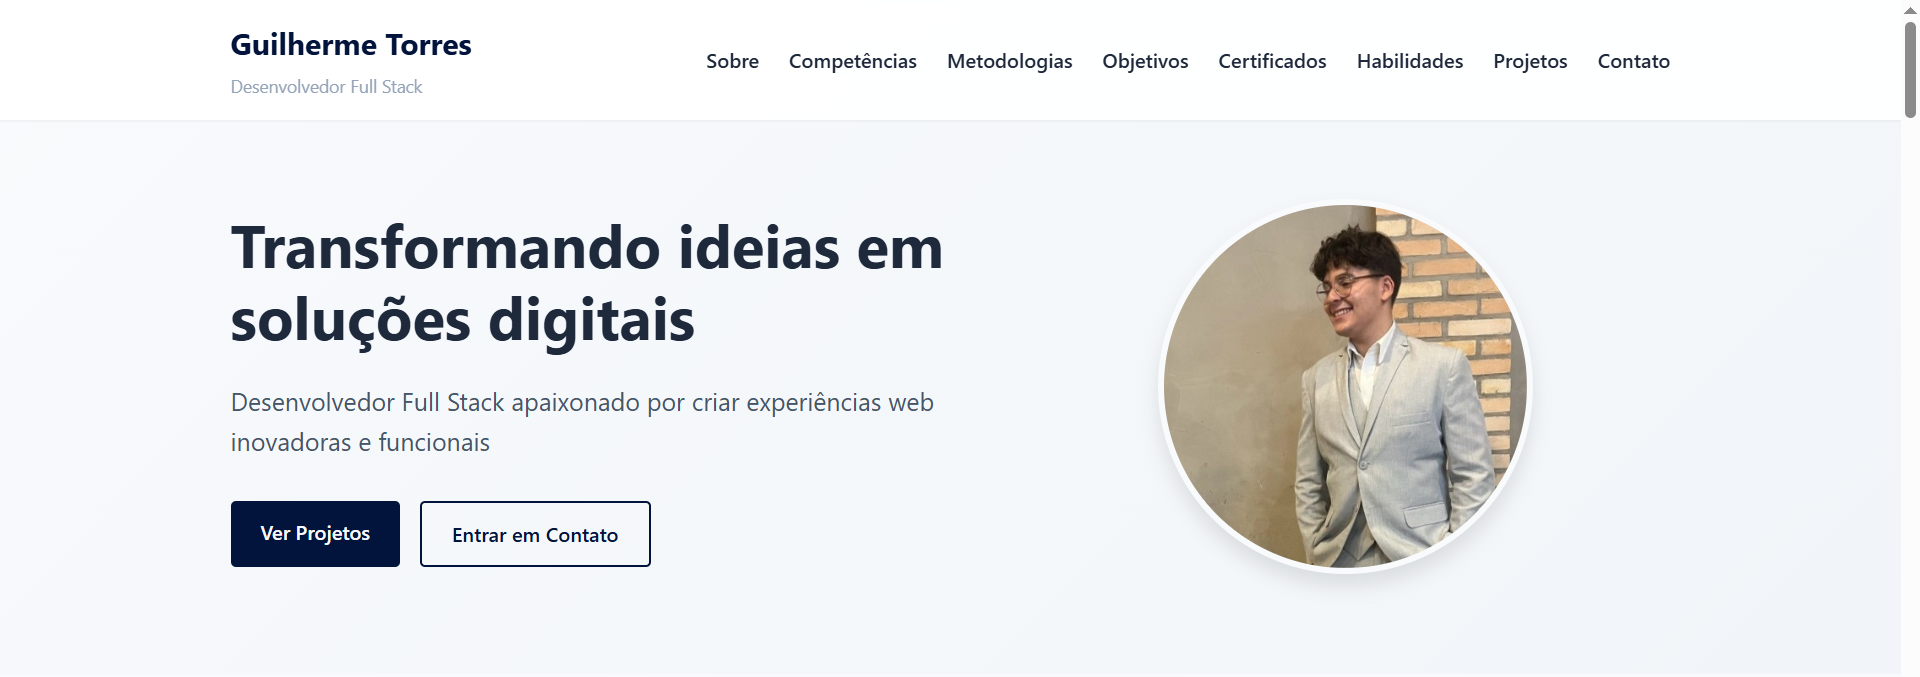 Guilherme Torres
Desenvolvedor Full Stack
Sobre Competências Metodologias Objetivos Certificados Habilidades Projetos Contato
Transformando ideias em
soluções digitais
Desenvolvedor Full Stack apaixonado por criar experiências web
inovadoras e funcionais
Ver Projetos Entrar em Contato